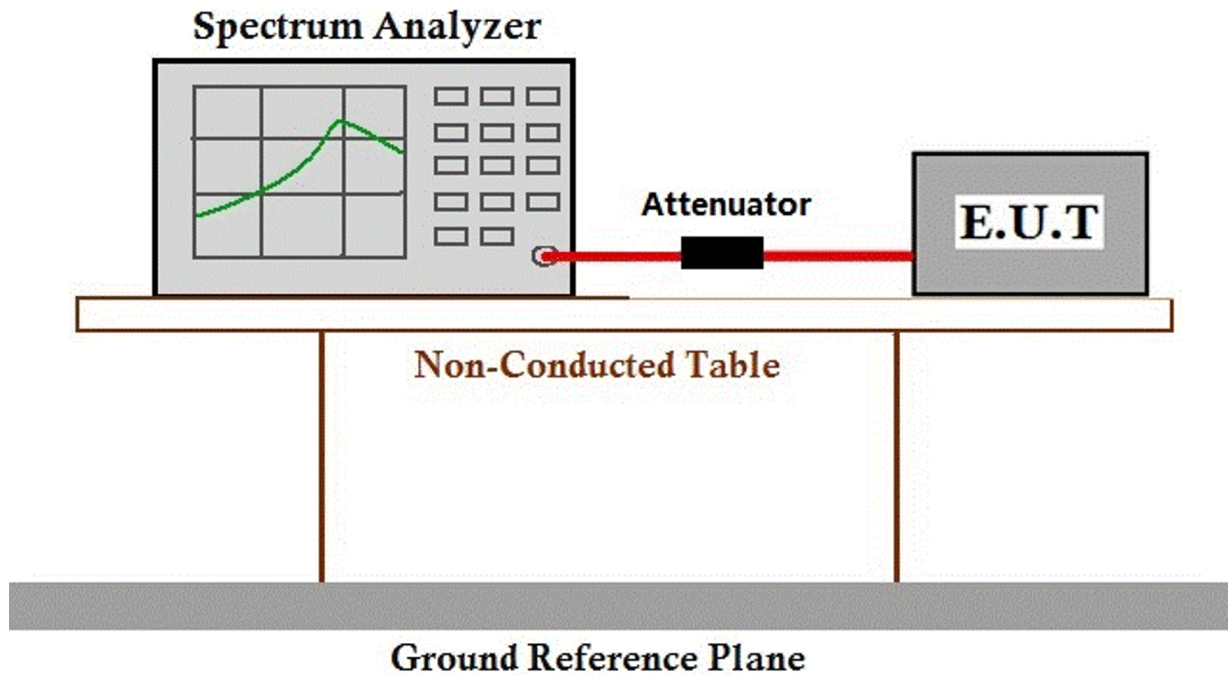 Spectrum Analyzer
Attenuator
E.U.T
Non-Conducted Table
Ground Reference Plane